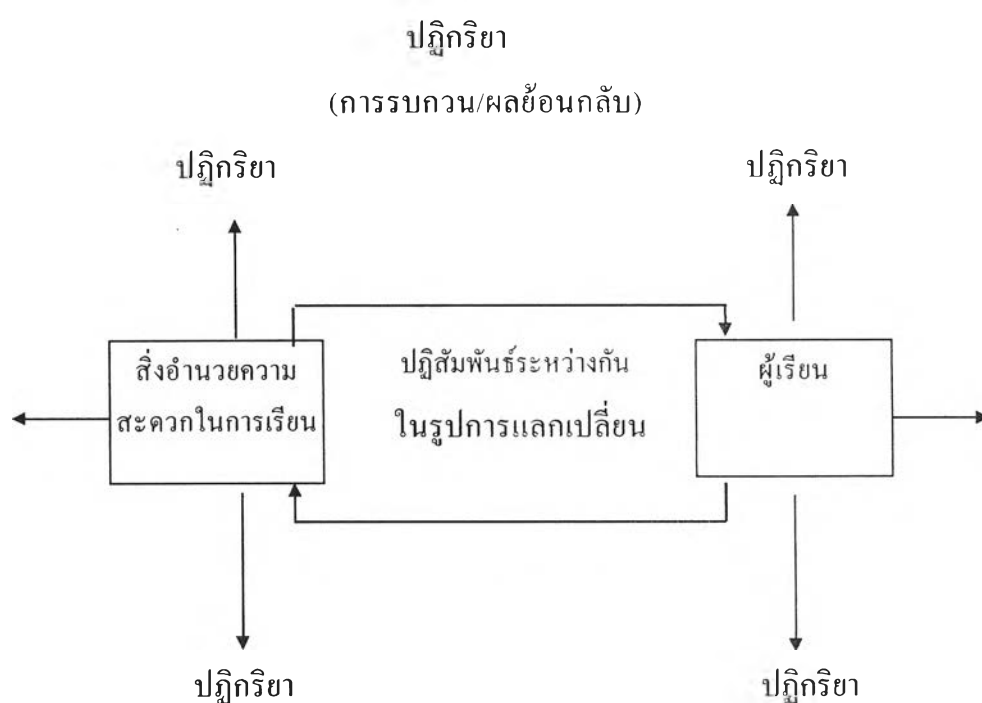 ปฏิกริยา
(การรบกวน/ผลย้อนกลับ)
ปฏิกริยา
ปฏิกริยา
สิ่งอำนวยความ
สะดวกในการเรียน
ปฏิสัมพันธ์ระหว่างกัน
ในรูปการแลกเปลี่ยน
ผู้เรียน
ปฏิกริยา
ปฏิกริยา